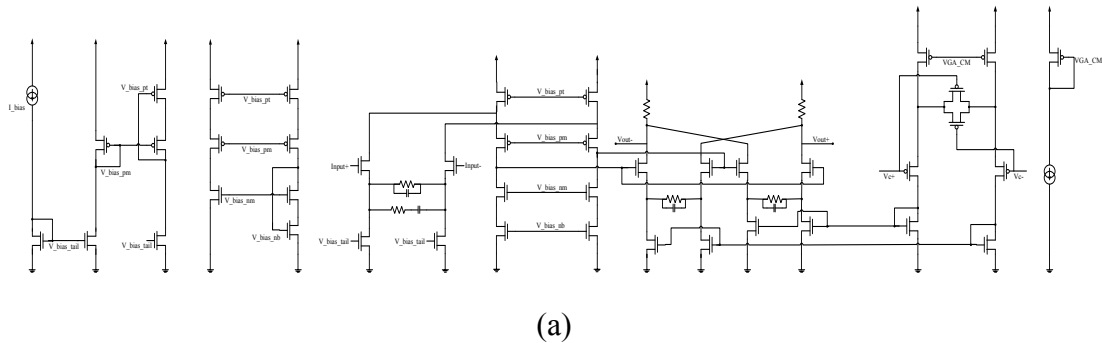 VGA_CM
VGA_CM
V_bias_pt
V_bias_pt
V_bias_pt
I_bias
V_bias_pm
V_bias_pm
Vout-
Vout+
V_bias_pm
Input+
Input-
Vc+
Vc-
V_bias_nm
V_bias_nm
V_bias_tail
V_bias_tail
V_bias_nb
V_bias_tail
V_bias_tail
V_bias_nb
(a)